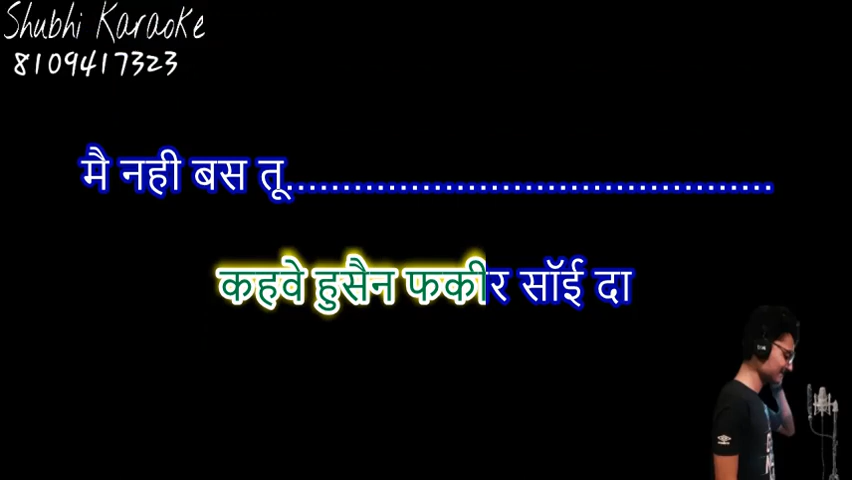 Shubhi Karaoke
8109417323
मै नही बस तू...........................................
कहवे हुसैन फकीर सॉई दा